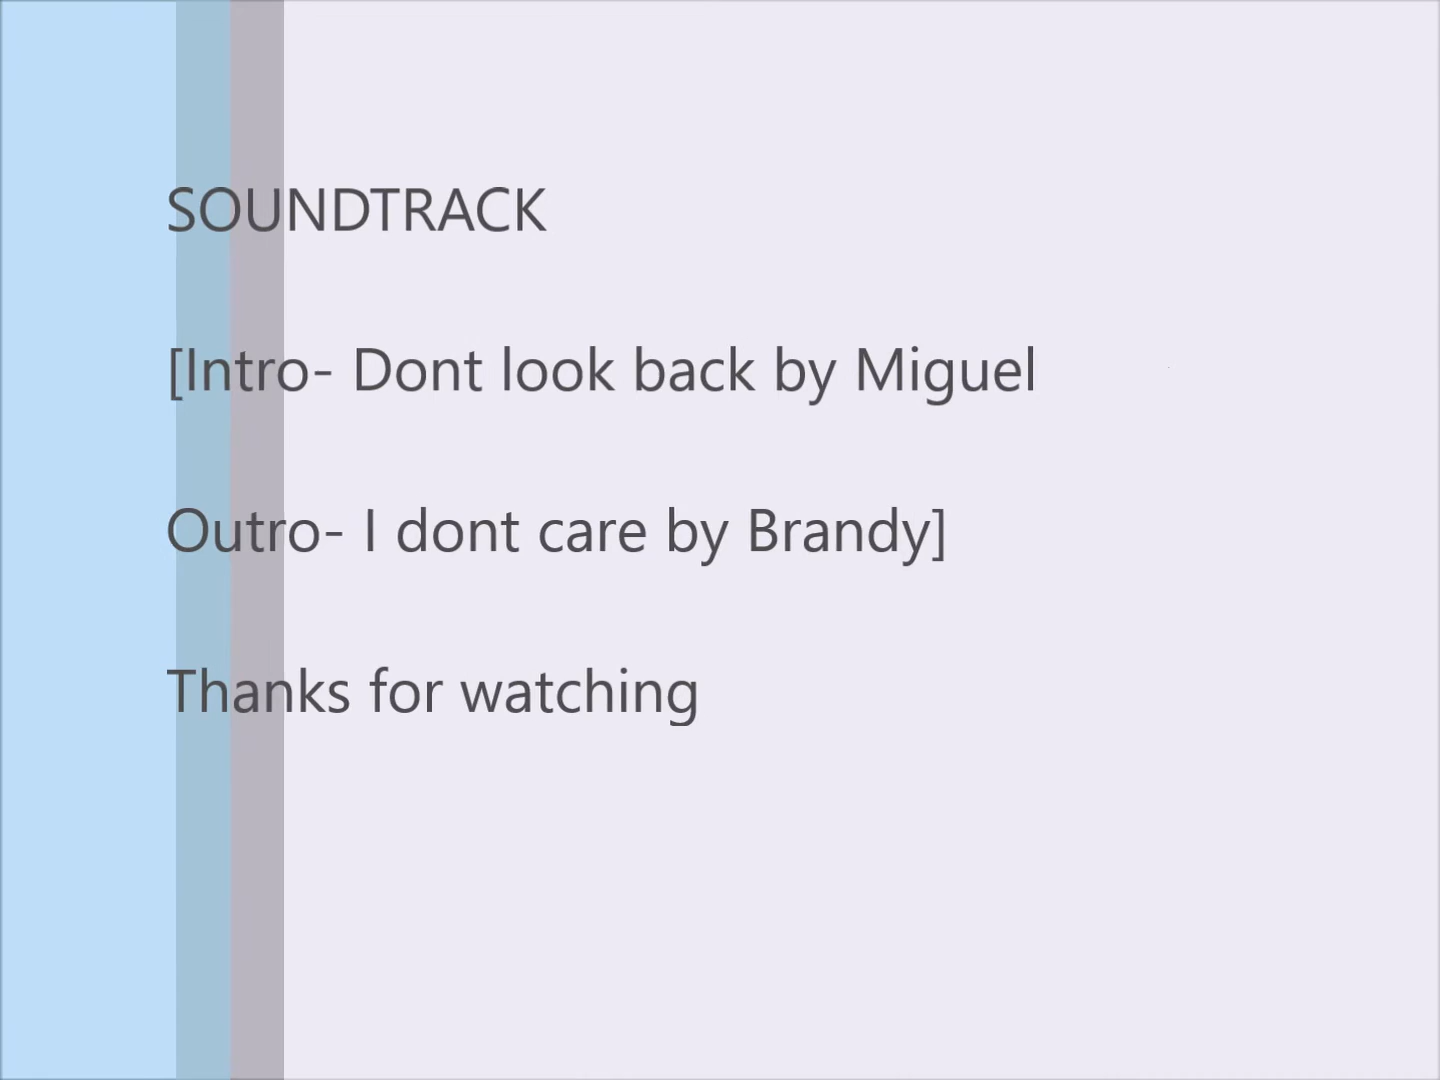 SOUNDTRACK
[Intro- Dont look back by Miguel
Outro- I dont care by Brandy]
Thanks for watching